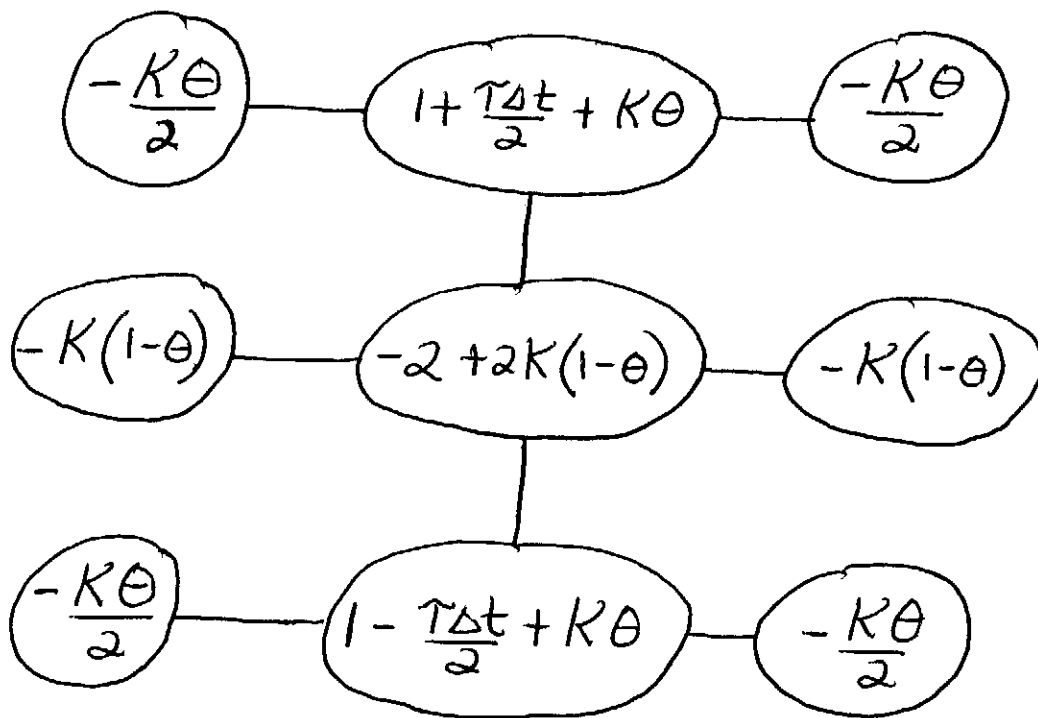 -Kθ/2 1 + τΔt/2 + Kθ -Kθ/2
-K(1-θ) -2 + 2K(1-θ) -K(1-θ)
-Kθ/2 1 - τΔt/2 + Kθ -Kθ/2